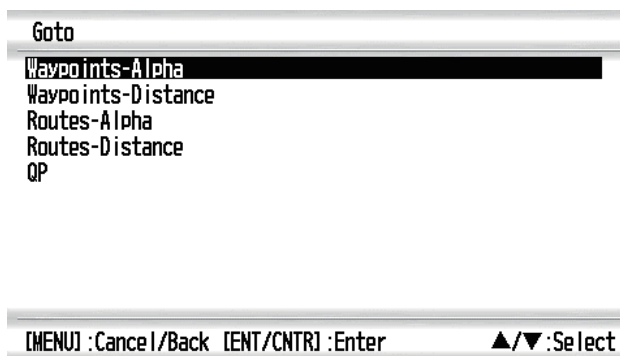 Goto
Waypoints-Alpha
Waypoints-Distance
Routes-Alpha
Routes-Distance
QP
[MENU]:Cancel/Back [ENT/CNTR]:Enter ▲/▼:Select